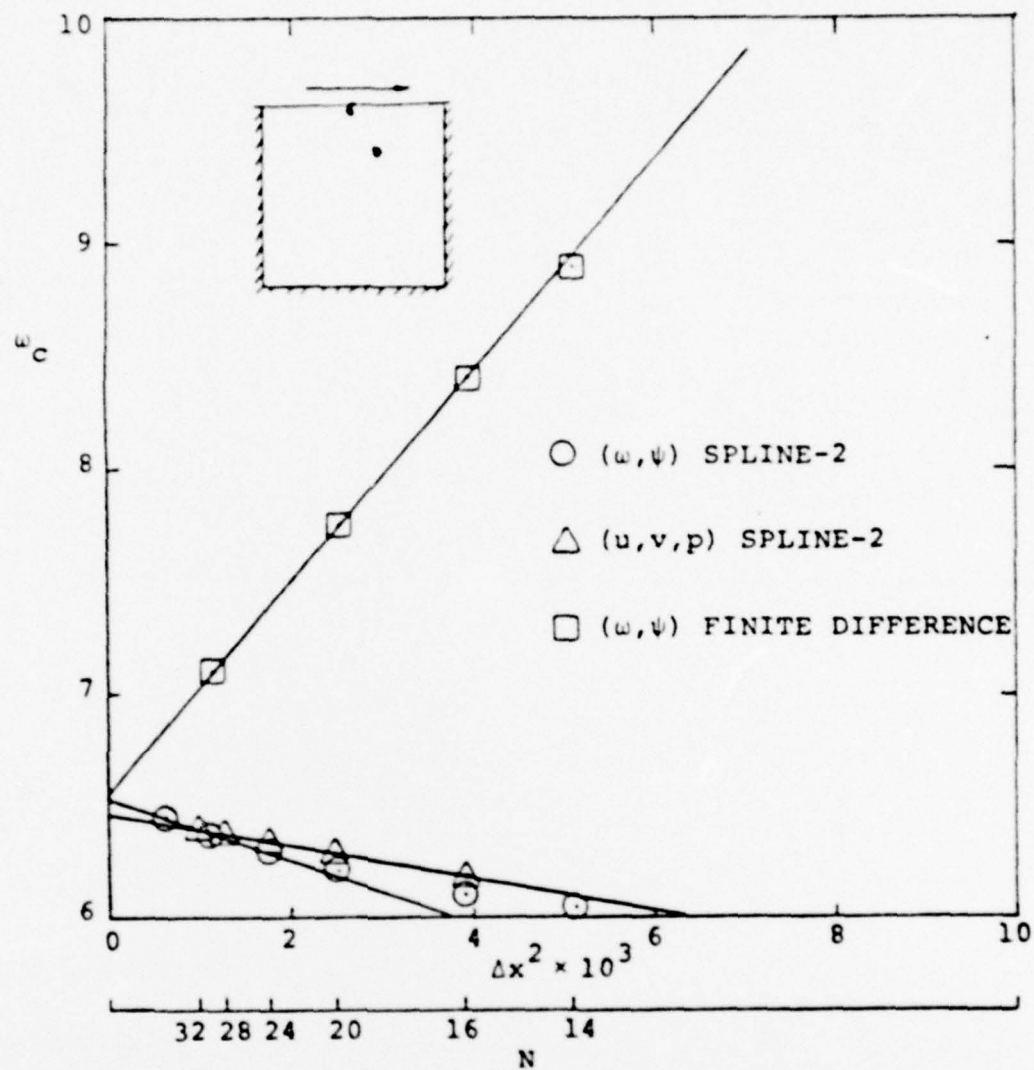 10
9
ω_c
8
○ (ω,ψ) SPLINE-2
△ (u,v,p) SPLINE-2
□ (ω,ψ) FINITE DIFFERENCE
7
6
0 2 4 6 8 10
Δx² × 10³
32 28 24 20 16 14
N